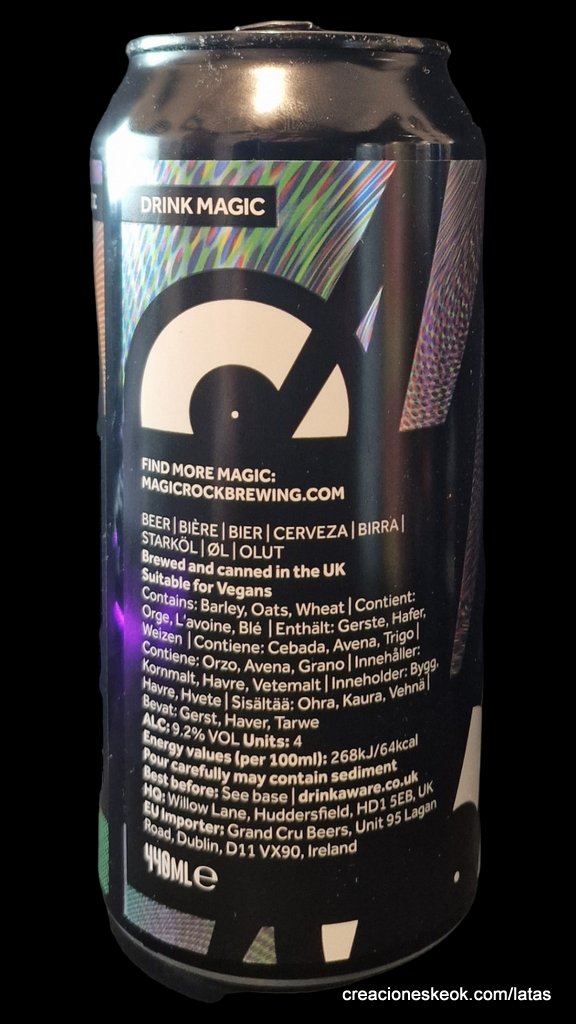 DRINK MAGIC
FIND MORE MAGIC:
MAGICROCKBREWING.COM
BEER | BIÈRE | BIER | CERVEZA | BIRRA |
STARKÖL | ØL | OLUT
Brewed and canned in the UK
Suitable for Vegans
Contains: Barley, Oats, Wheat | Contient:
Orge, L'avoine, Blé | Enthält: Gerste, Hafer,
Weizen | Contiene: Cebada, Avena, Trigo |
Contiene: Orzo, Avena, Grano | Innehåller:
Kornmalt, Havre, Vetemalt | Inneholder: Bygg,
Havre, Hvete | Sisältää: Ohra, Kaura, Vehnä |
Bevat: Gerst, Haver, Tarwe
ALC: 9.2% VOL Units: 4
Energy values (per 100ml): 268kJ/64kcal
Pour carefully may contain sediment
Best before: See base | drinkaware.co.uk
HQ: Willow Lane, Huddersfield, HD1 5EB, UK
EU Importer: Grand Cru Beers, Unit 95 Lagan
Road, Dublin, D11 VX90, Ireland
440ML e
creacioneskeok.com/latas